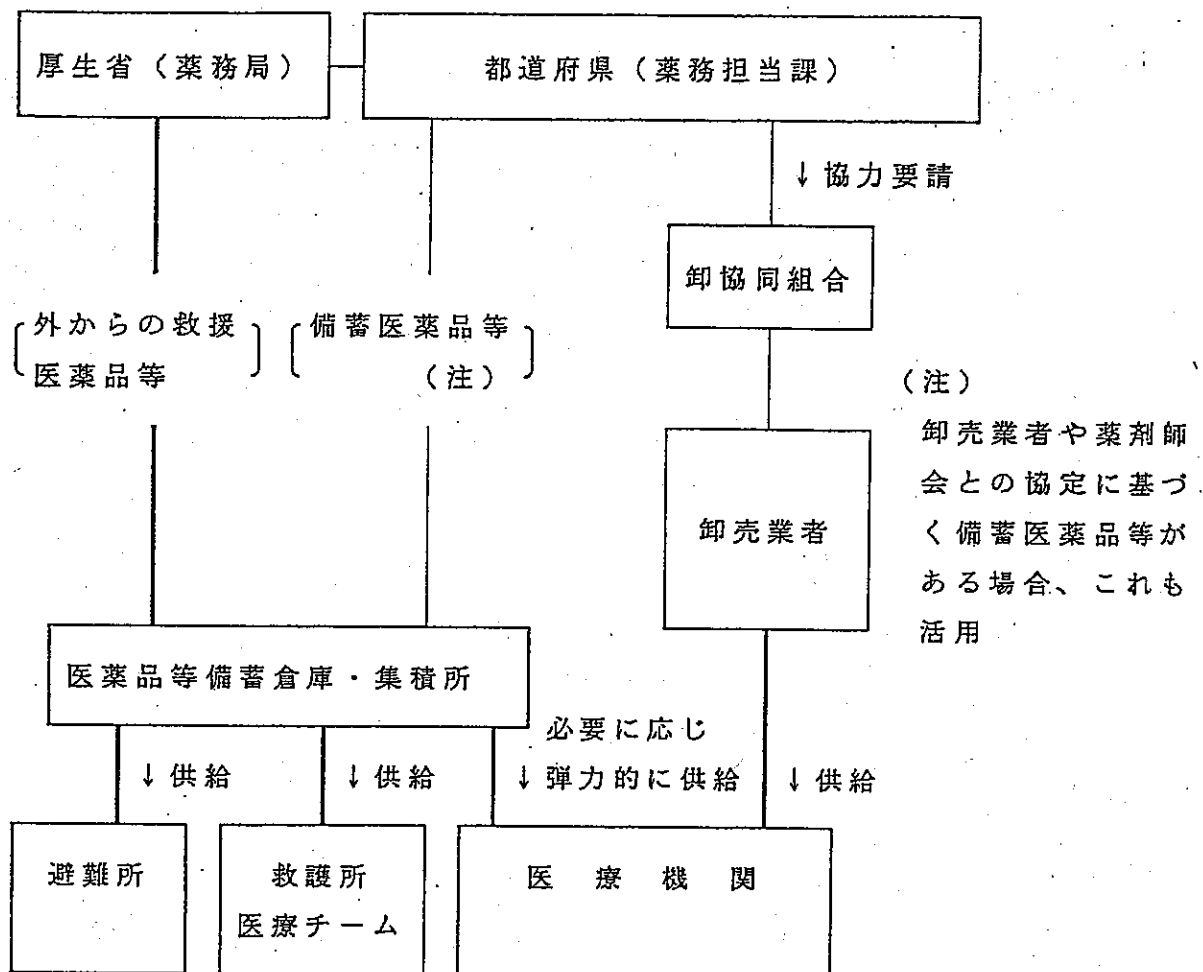 厚生省（薬務局）
都道府県（薬務担当課）
↓協力要請
卸協同組合
外からの救援
医薬品等
備蓄医薬品等
（注）
（注）
卸売業者や薬剤師
会との協定に基づ
く備蓄医薬品等が
ある場合、これも
活用
卸売業者
医薬品等備蓄倉庫・集積所
↓供給
↓供給
必要に応じ
↓弾力的に供給
↓供給
避難所
救護所
医療チーム
医療機関